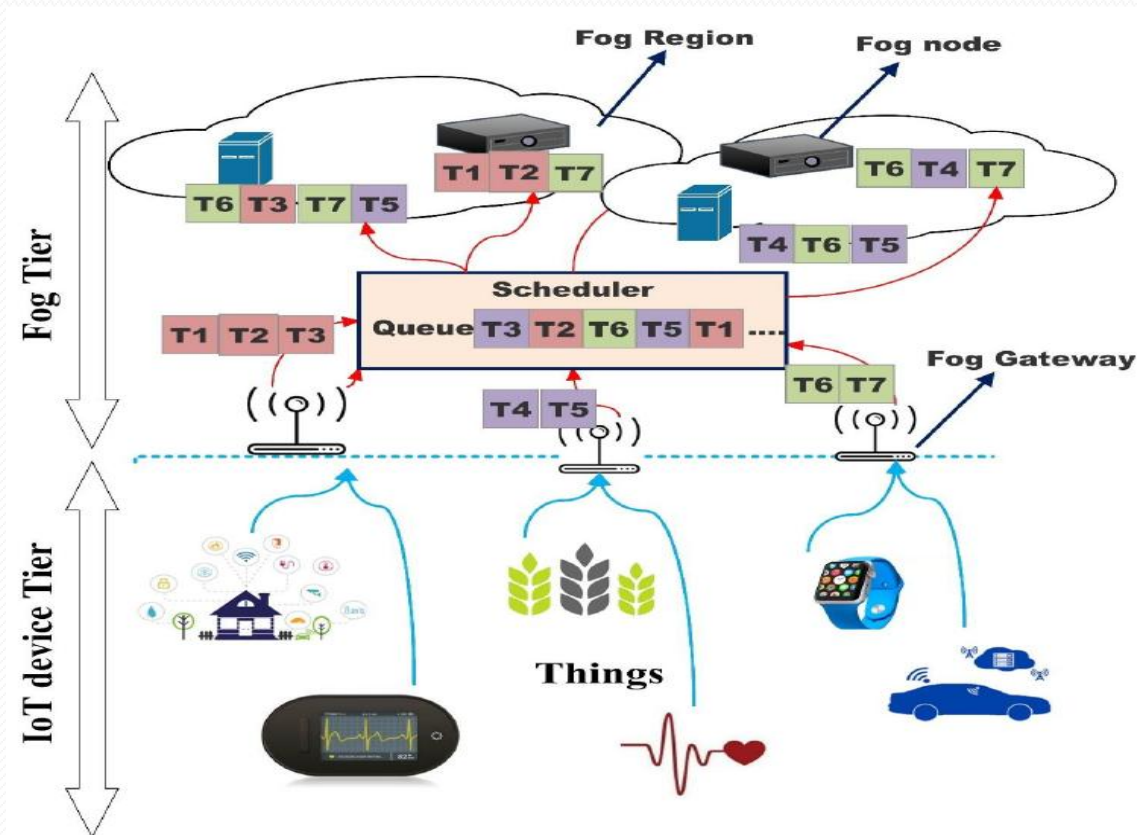 Fog Region
Fog node
T1 T2 T7
T6 T4 T7
T6 T3 T7 T5
T4 T6 T5
Fog Tier
Scheduler
Queue T3 T2 T6 T5 T1 ....
T1 T2 T3
Fog Gateway
T6 T7
T4 T5
IoT device Tier
Things